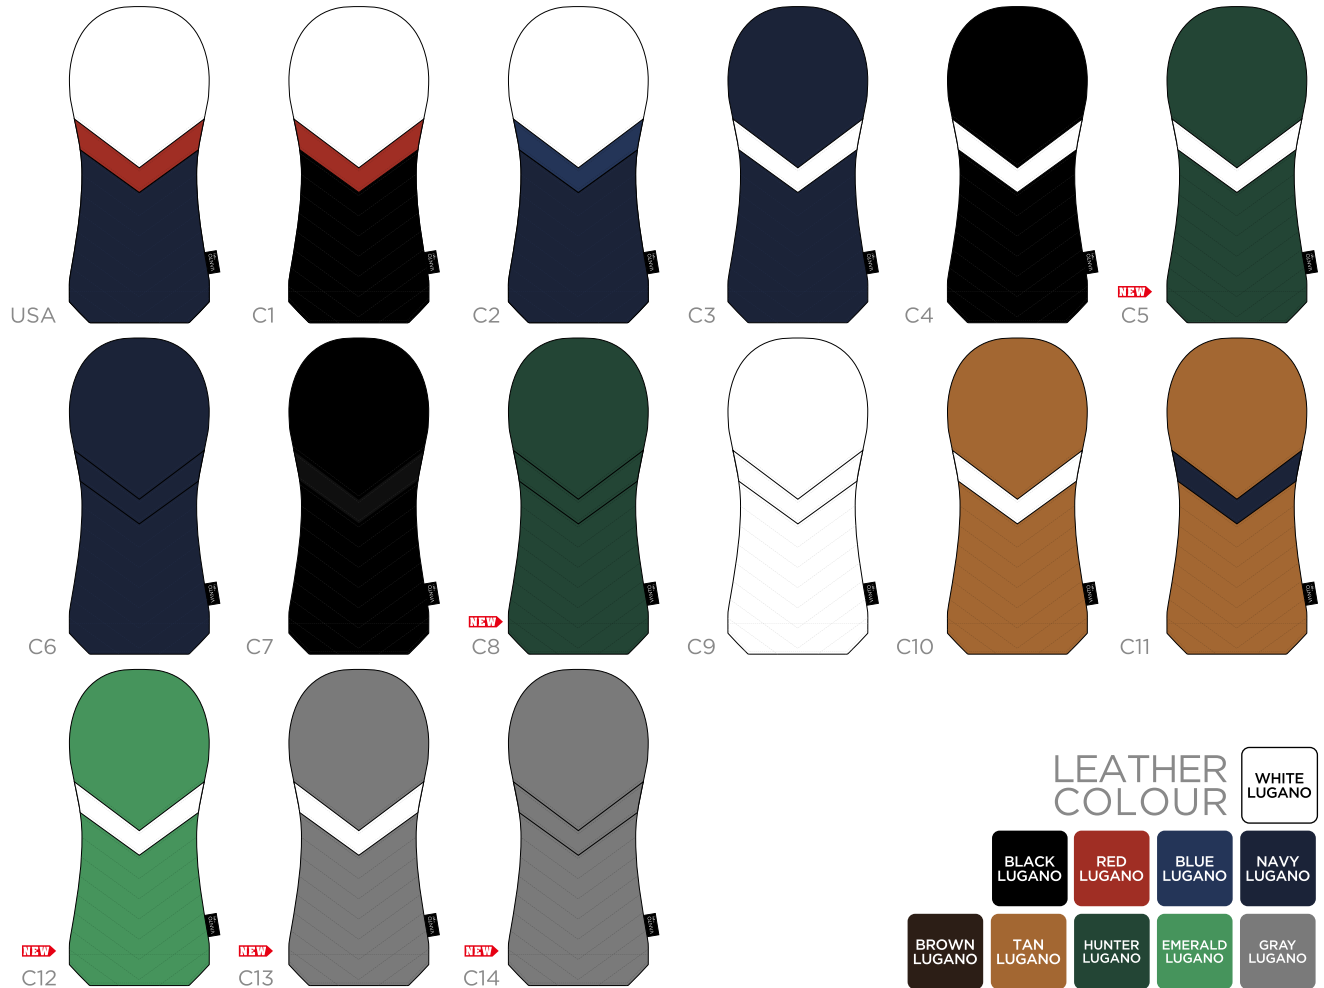 USA
C1
C2
C3
C4
NEW
C5
C6
C7
NEW
C8
C9
C10
C11
NEW
C12
NEW
C13
NEW
C14
LEATHER
COLOUR
WHITE
LUGANO
BLACK
LUGANO
RED
LUGANO
BLUE
LUGANO
NAVY
LUGANO
BROWN
LUGANO
TAN
LUGANO
HUNTER
LUGANO
EMERALD
LUGANO
GRAY
LUGANO